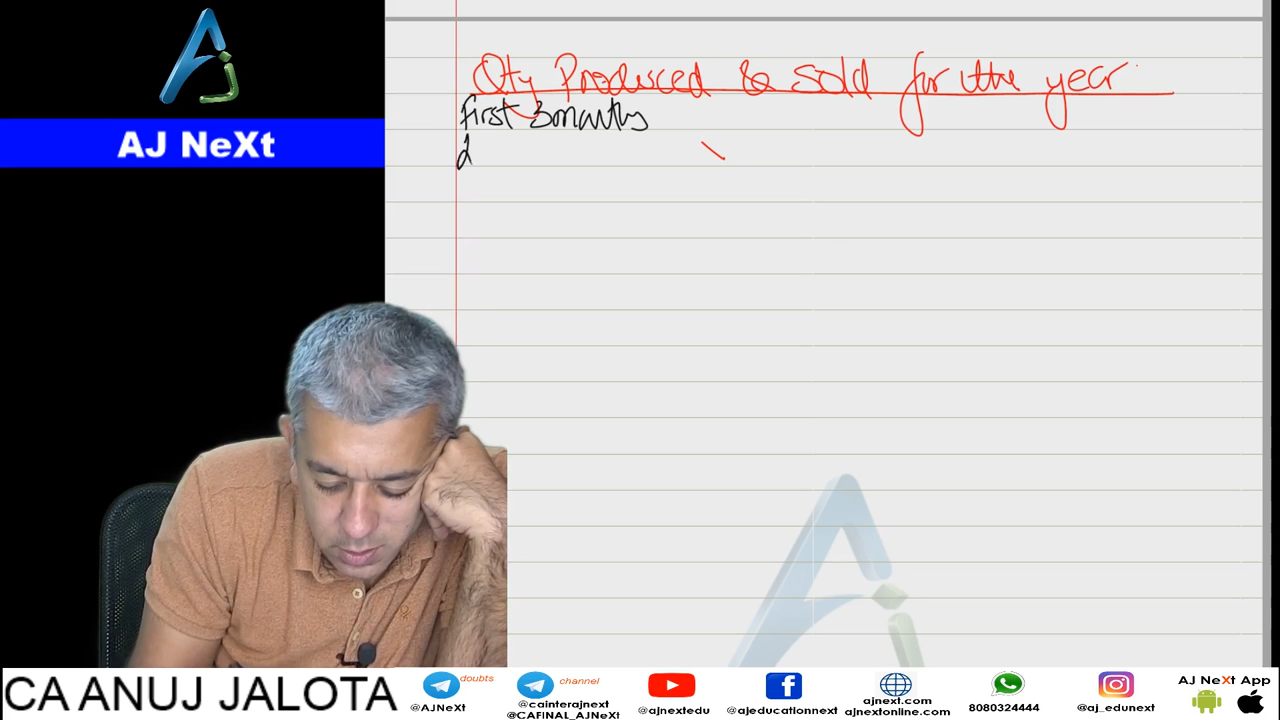 Qty Produced & Sold for the year
First 3 months
AJ NeXt
CA ANUJ JALOTA
doubts
@AJNeXt
channel
@cainterajnext
@CAFINAL_AJNeXt
@ajnextedu
@ajeducationnext
ajnext.com
ajnextonline.com
8080324444
@aj_edunext
AJ NeXt App